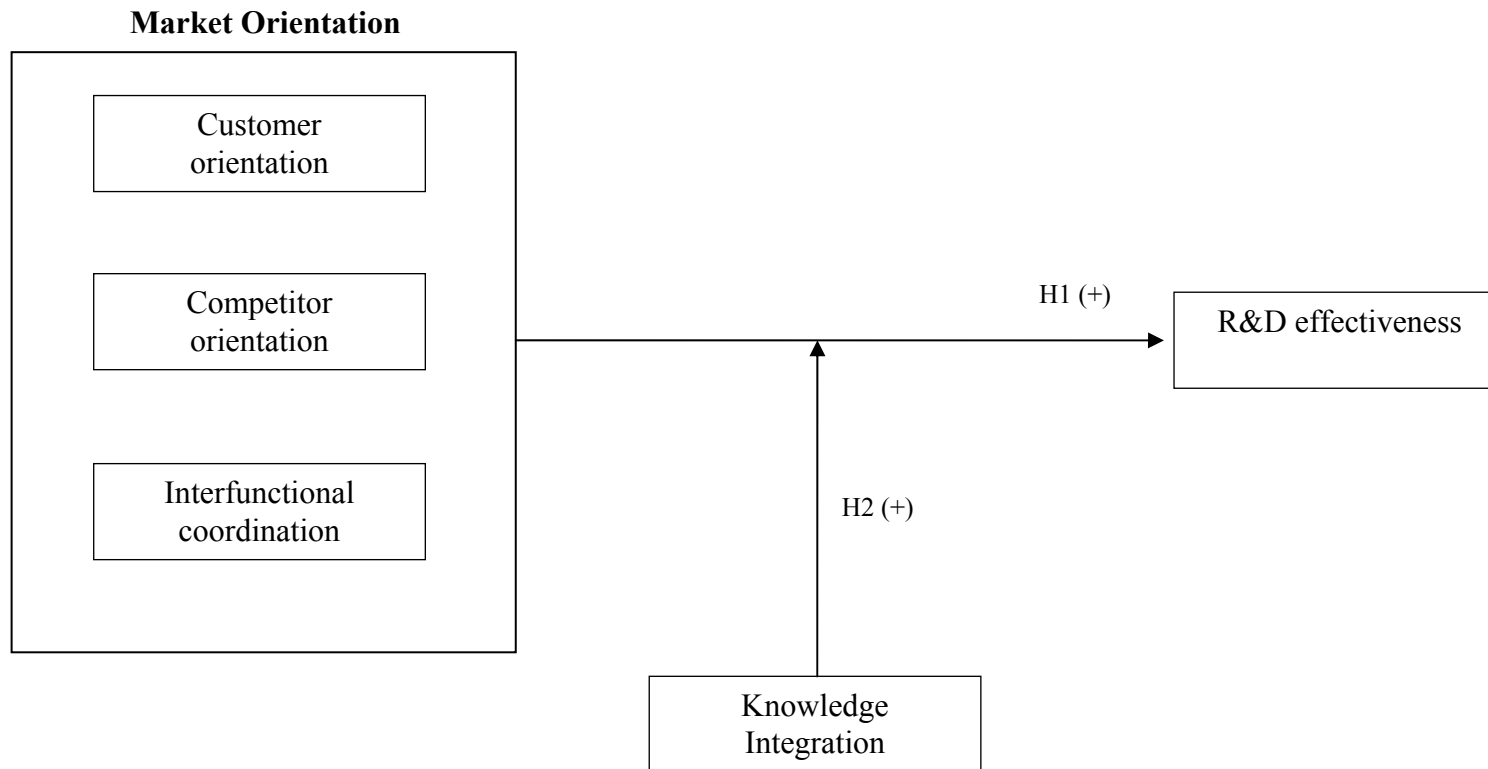 Market Orientation
Customer
orientation
Competitor
orientation
Interfunctional
coordination
H1 (+)
R&D effectiveness
H2 (+)
Knowledge
Integration